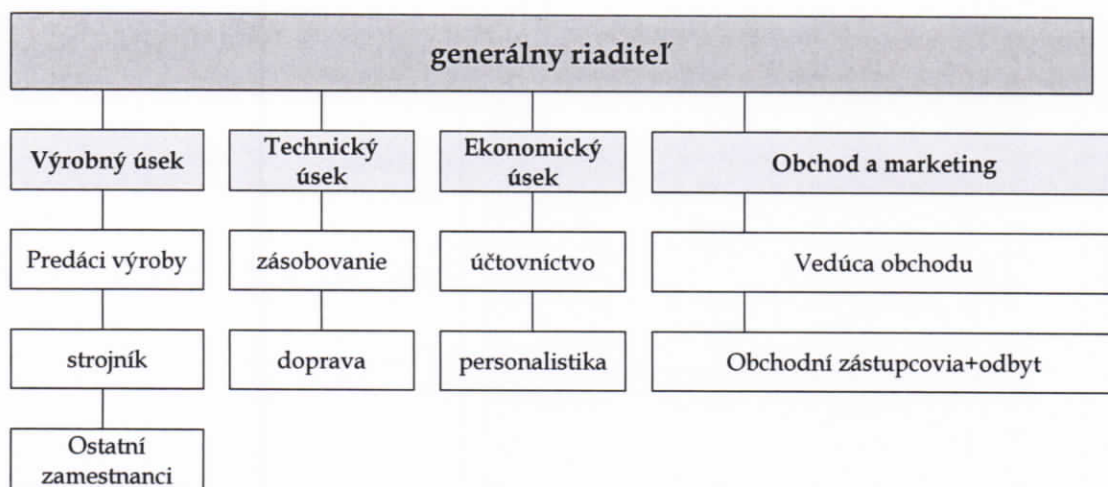 generálny riaditeľ
Výrobný úsek
Technický
úsek
Ekonomický
úsek
Obchod a marketing
Predáci výroby
zásobovanie
účtovníctvo
Vedúca obchodu
strojník
doprava
personalistika
Obchodní zástupcovia+odbyt
Ostatní
zamestnanci